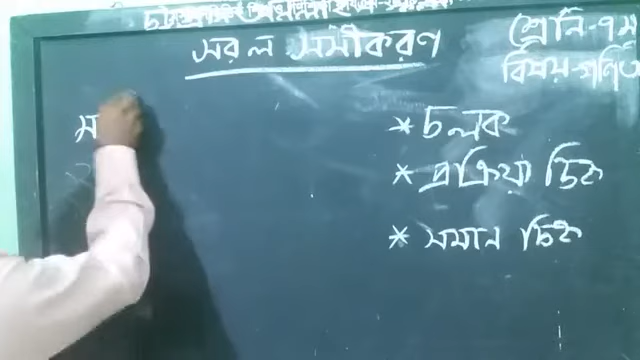 সরল সমীকরণ
শ্রেণি-৭ম
বিষয়-গণিত
স
* চলক
* প্রক্রিয়া চিহ্ন
* সমান চিহ্ন